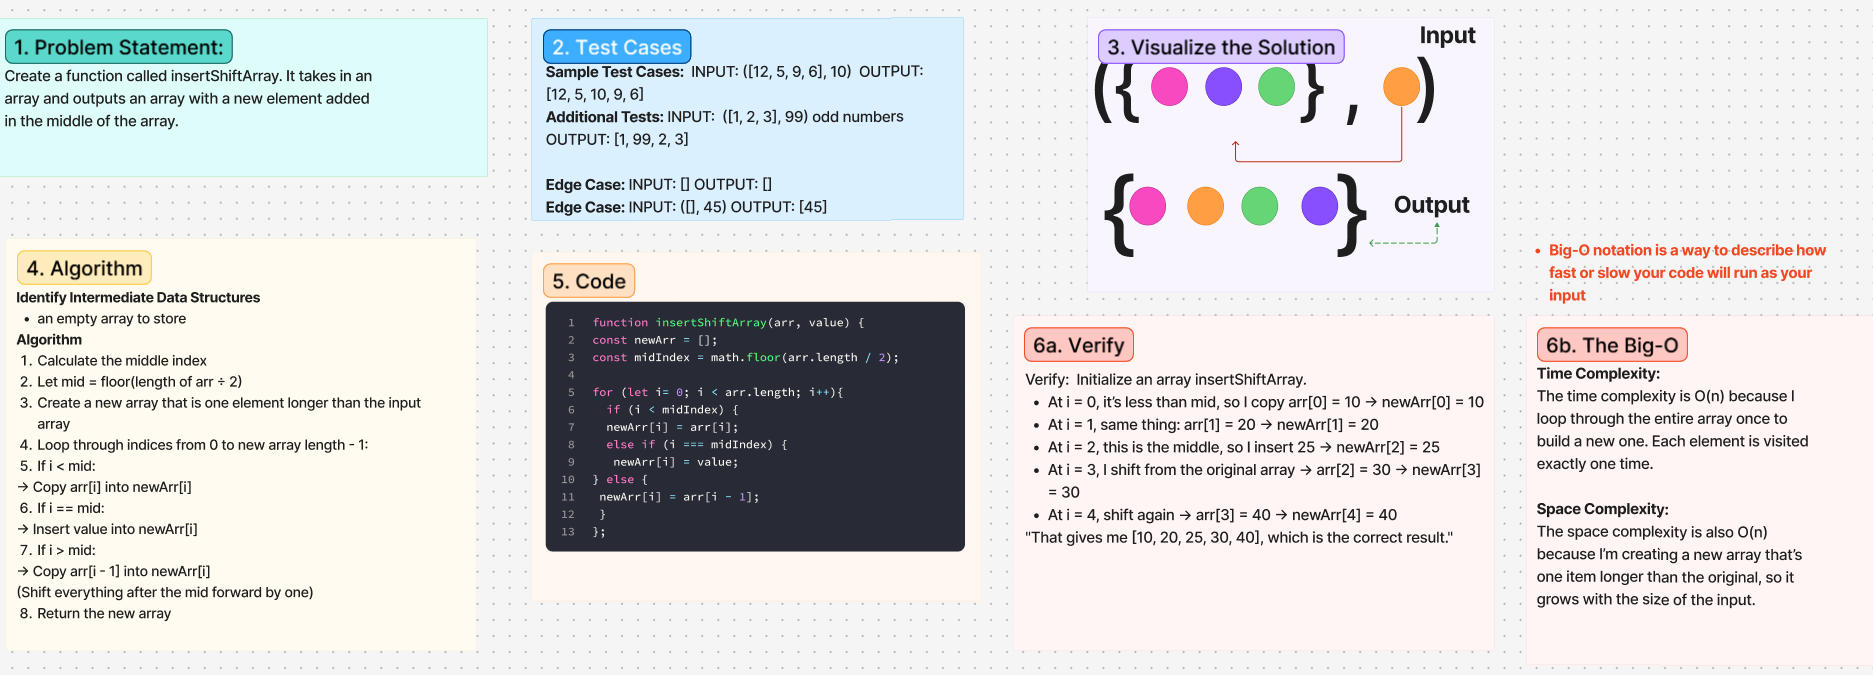 1. Problem Statement:
Create a function called insertShiftArray. It takes in an
array and outputs an array with a new element added
in the middle of the array.
2. Test Cases
Sample Test Cases: INPUT: ([12, 5, 9, 6], 10) OUTPUT:
[12, 5, 10, 9, 6]
Additional Tests: INPUT: ([1, 2, 3], 99) odd numbers
OUTPUT: [1, 99, 2, 3]
Edge Case: INPUT: [] OUTPUT: []
Edge Case: INPUT: ([], 45) OUTPUT: [45]
3. Visualize the Solution
Input
({ } , )
{ }
Output
4. Algorithm
Identify Intermediate Data Structures
• an empty array to store
Algorithm
1. Calculate the middle index
2. Let mid = floor(length of arr ÷ 2)
3. Create a new array that is one element longer than the input
array
4. Loop through indices from 0 to new array length - 1:
5. If i < mid:
→ Copy arr[i] into newArr[i]
6. If i == mid:
→ Insert value into newArr[i]
7. If i > mid:
→ Copy arr[i - 1] into newArr[i]
(Shift everything after the mid forward by one)
8. Return the new array
5. Code
1 function insertShiftArray(arr, value) {
2 const newArr = [];
3 const midIndex = math.floor(arr.length / 2);
4
5 for (let i= 0; i < arr.length; i++){
6 if (i < midIndex) {
7 newArr[i] = arr[i];
8 else if (i === midIndex) {
9 newArr[i] = value;
10 } else {
11 newArr[i] = arr[i - 1];
12 }
13 };
6a. Verify
Verify: Initialize an array insertShiftArray.
• At i = 0, it's less than mid, so I copy arr[0] = 10 → newArr[0] = 10
• At i = 1, same thing: arr[1] = 20 → newArr[1] = 20
• At i = 2, this is the middle, so I insert 25 → newArr[2] = 25
• At i = 3, I shift from the original array → arr[2] = 30 → newArr[3]
= 30
• At i = 4, shift again → arr[3] = 40 → newArr[4] = 40
"That gives me [10, 20, 25, 30, 40], which is the correct result."
• Big-O notation is a way to describe how
fast or slow your code will run as your
input
6b. The Big-O
Time Complexity:
The time complexity is O(n) because I
loop through the entire array once to
build a new one. Each element is visited
exactly one time.
Space Complexity:
The space complexity is also O(n)
because I'm creating a new array that's
one item longer than the original, so it
grows with the size of the input.